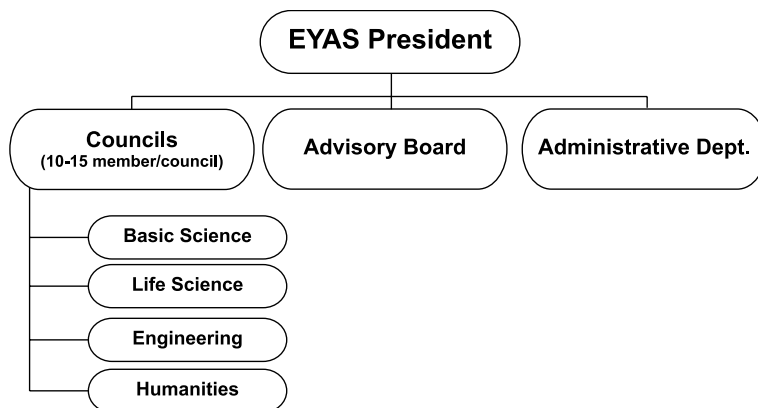 EYAS President
Councils
(10-15 member/council)
Advisory Board
Administrative Dept.
Basic Science
Life Science
Engineering
Humanities